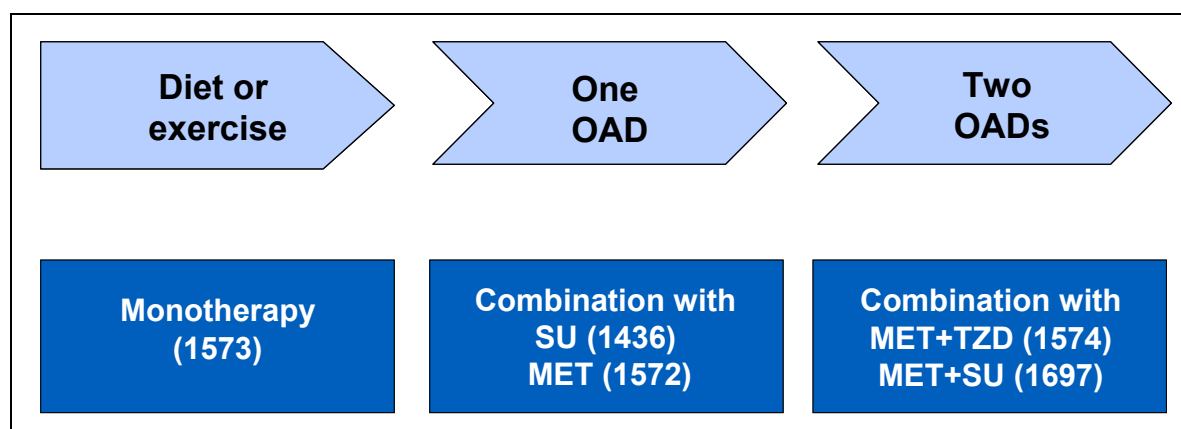 Diet or
exercise
One
OAD
Two
OADs
Monotherapy
(1573)
Combination with
SU (1436)
MET (1572)
Combination with
MET+TZD (1574)
MET+SU (1697)